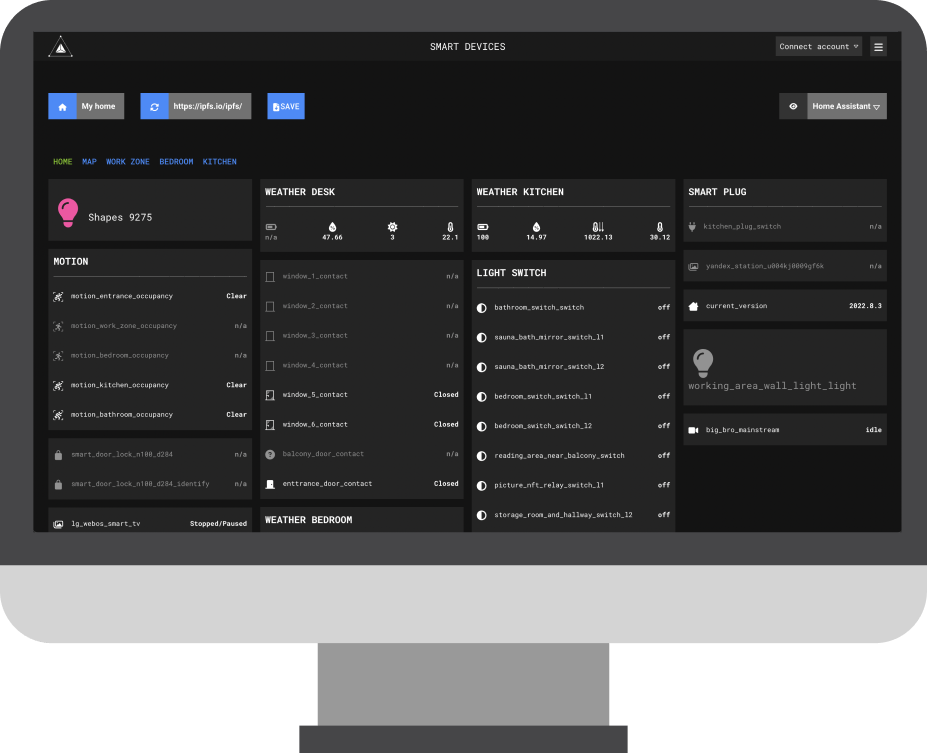 SMART DEVICES
Connect account
My home
https://ipfs.io/ipfs/
SAVE
Home Assistant
HOME MAP WORK ZONE BEDROOM KITCHEN
Shapes 9275
MOTION
motion_entrance_occupancy Clear
motion_work_zone_occupancy n/a
motion_bedroom_occupancy n/a
motion_kitchen_occupancy Clear
motion_bathroom_occupancy Clear
smart_door_lock_n100_d204 n/a
smart_door_lock_n100_d204_identify n/a
lg_webos_smart_tv Stopped/Paused
WEATHER DESK
n/a 47.66 3 22.1
window_1_contact n/a
window_2_contact n/a
window_3_contact n/a
window_4_contact n/a
window_5_contact Closed
window_6_contact Closed
balcony_door_contact n/a
enttrance_door_contact Closed
WEATHER BEDROOM
WEATHER KITCHEN
100 14.97 1022.13 30.12
LIGHT SWITCH
bathroom_switch_switch off
sauna_bath_mirror_switch_l1 off
sauna_bath_mirror_switch_l2 off
bedroom_switch_switch_l1 off
bedroom_switch_switch_l2 off
reading_area_near_balcony_switch off
picture_nft_relay_switch_l1 off
storage_room_and_hallway_switch_l2 off
SMART PLUG
kitchen_plug_switch n/a
yandex_station_u004kj0009gf6k n/a
current_version 2022.8.3
working_area_wall_light_light
big_bro_mainstream idle